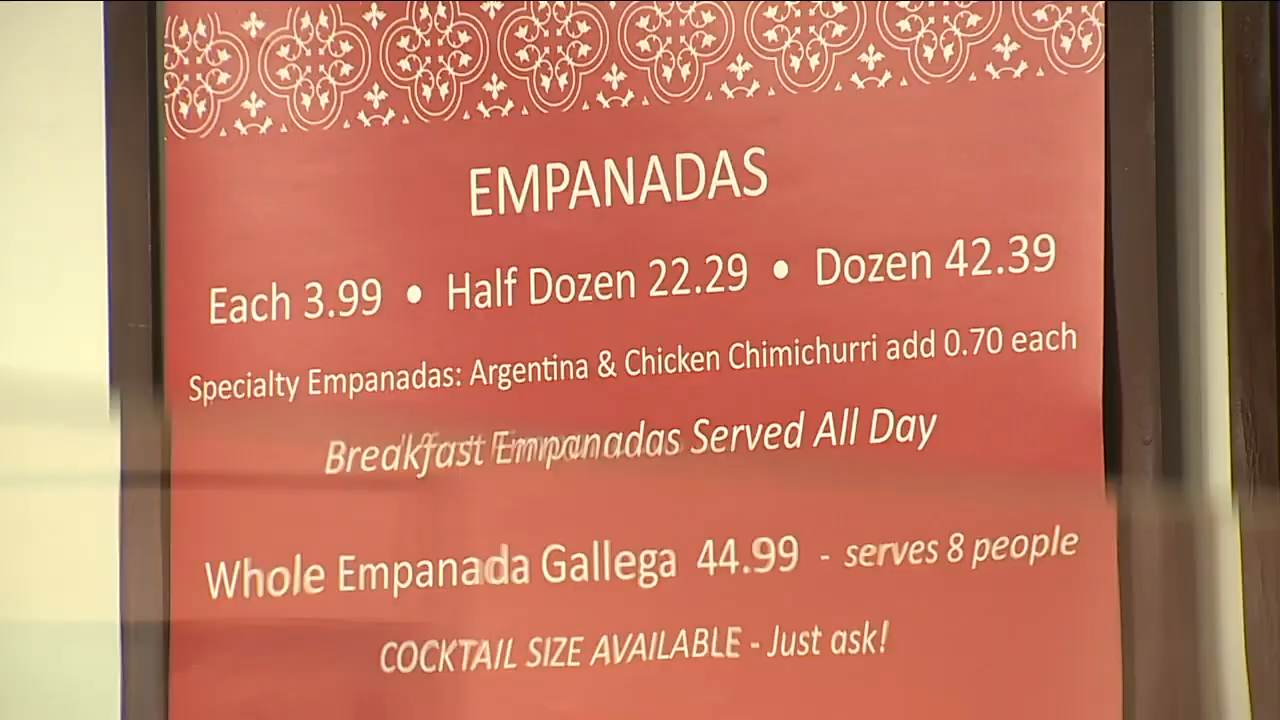 EMPANADAS
Each 3.99 • Half Dozen 22.29 • Dozen 42.39
Specialty Empanadas: Argentina & Chicken Chimichurri add 0.70 each
Breakfast Empanadas Served All Day
Whole Empanada Gallega 44.99 - serves 8 people
COCKTAIL SIZE AVAILABLE - Just ask!